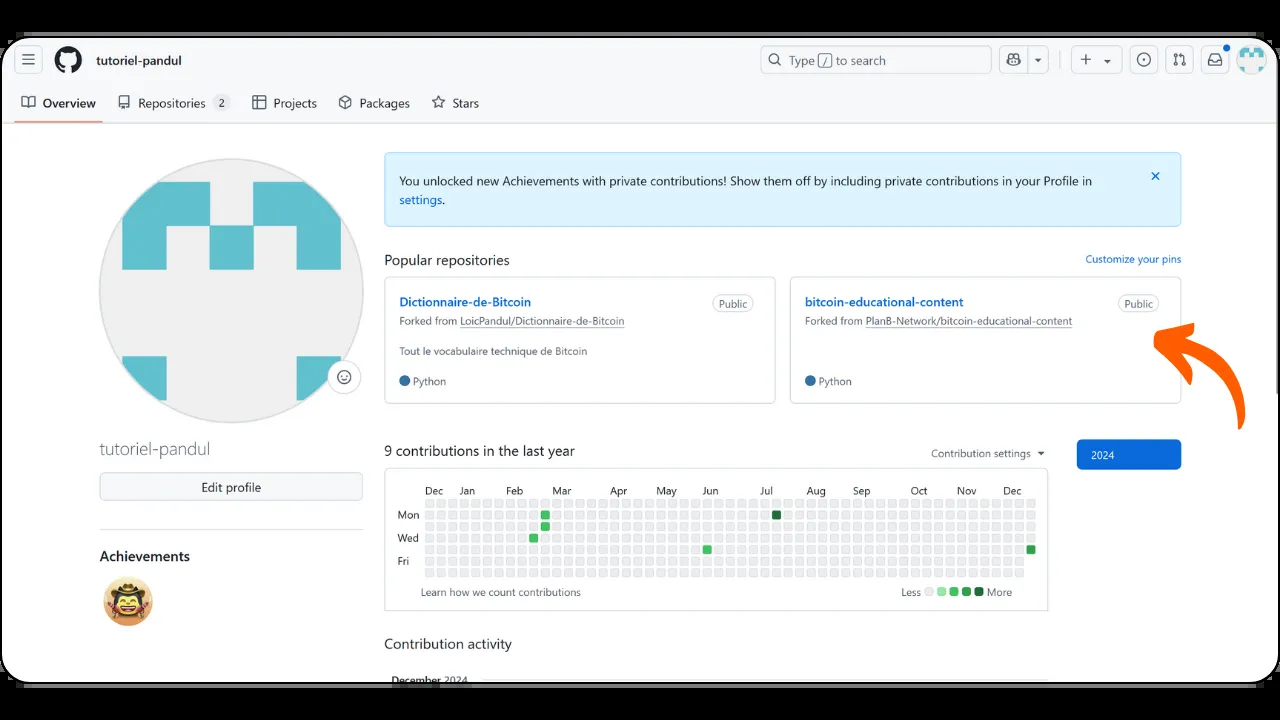 tutoriel-pandul
Type / to search
Overview Repositories 2 Projects Packages Stars
You unlocked new Achievements with private contributions! Show them off by including private contributions in your Profile in
settings.
Popular repositories
Customize your pins
Dictionnaire-de-Bitcoin
Public
Forked from LoicPandul/Dictionnaire-de-Bitcoin
Tout le vocabulaire technique de Bitcoin
Python
bitcoin-educational-content
Public
Forked from PlanB-Network/bitcoin-educational-content
Python
tutoriel-pandul
Edit profile
Achievements
9 contributions in the last year
Contribution settings
2024
Dec Jan Feb Mar Apr May Jun Jul Aug Sep Oct Nov Dec
Mon
Wed
Fri
Learn how we count contributions
Less More
Contribution activity
December 2024